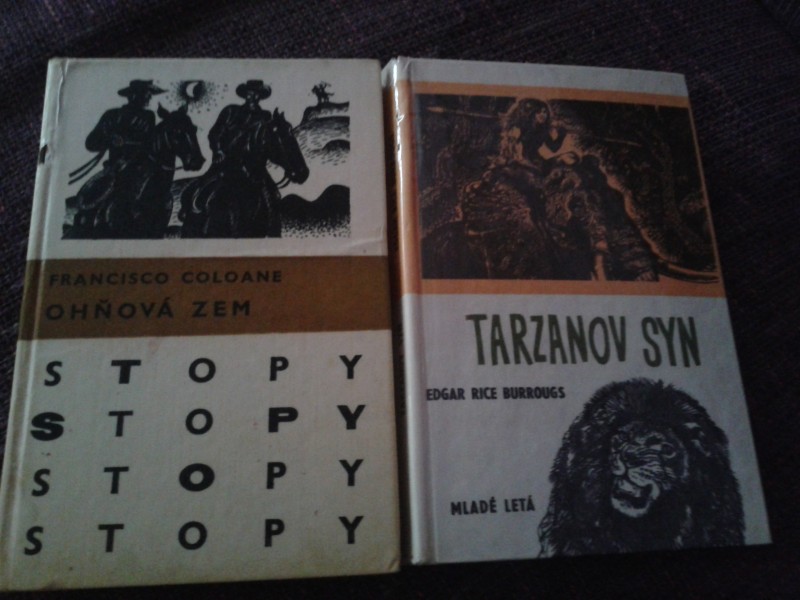 FRANCISCO COLOANE
OHŇOVÁ ZEM
STOPY
STOPY
STOPY
STOPY
TARZANOV SYN
EDGAR RICE BURROUGS
MLADÉ LETÁ